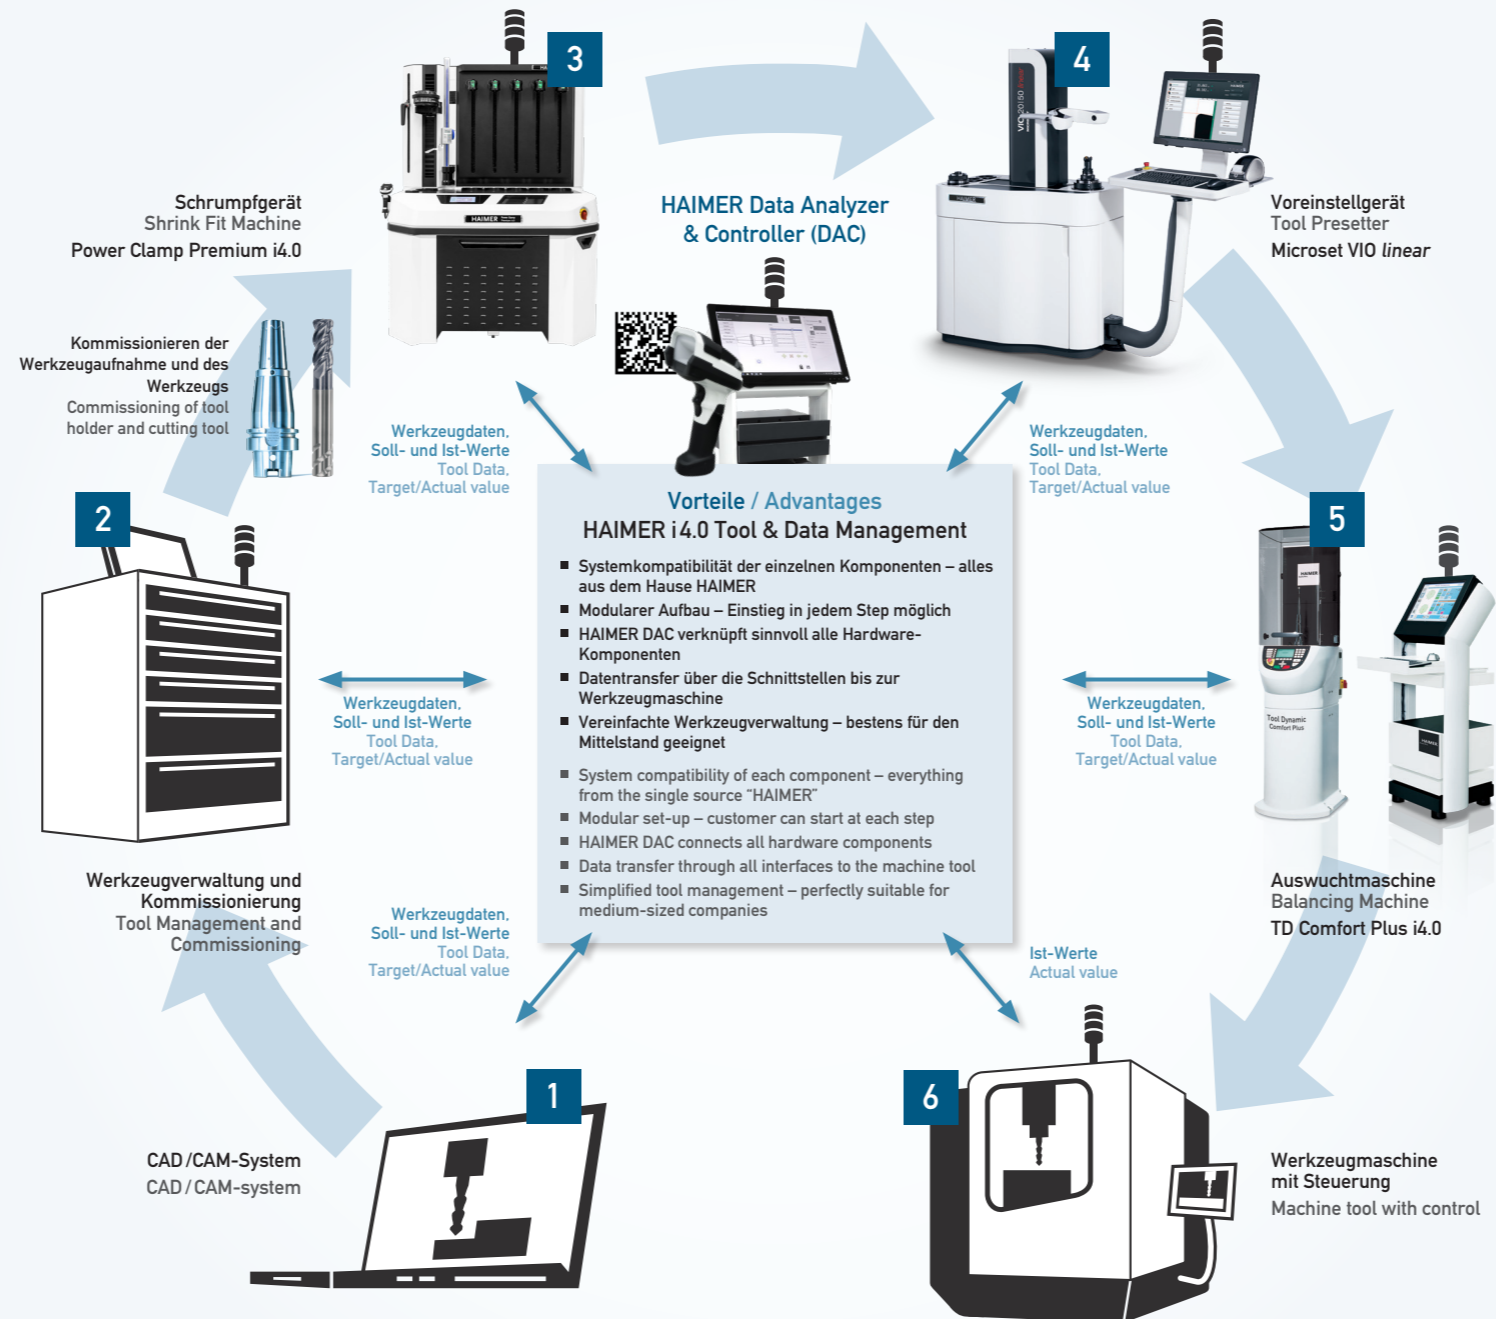 3
4
Schrumpfgerät
Shrink Fit Machine
Power Clamp Premium i4.0
HAIMER
HAIMER Data Analyzer
& Controller (DAC)
VIO 20|50
HAIMER
Voreinstellgerät
Tool Presetter
Microset VIO linear
Kommissionieren der
Werkzeugaufnahme und des
Werkzeugs
Commissioning of tool
holder and cutting tool
Werkzeugdaten,
Soll- und Ist-Werte
Tool Data,
Target/Actual value
Werkzeugdaten,
Soll- und Ist-Werte
Tool Data,
Target/Actual value
2
5
HAIMER
Tool Dynamic
Comfort Plus
HAIMER
Vorteile / Advantages
HAIMER i4.0 Tool & Data Management
■ Systemkompatibilität der einzelnen Komponenten – alles
aus dem Hause HAIMER
■ Modularer Aufbau – Einstieg in jedem Step möglich
■ HAIMER DAC verknüpft sinnvoll alle Hardware-
Komponenten
■ Datentransfer über die Schnittstellen bis zur
Werkzeugmaschine
■ Vereinfachte Werkzeugverwaltung – bestens für den
Mittelstand geeignet
■ System compatibility of each component – everything
from the single source “HAIMER”
■ Modular set-up – customer can start at each step
■ HAIMER DAC connects all hardware components
■ Data transfer through all interfaces to the machine tool
■ Simplified tool management – perfectly suitable for
medium-sized companies
Werkzeugdaten,
Soll- und Ist-Werte
Tool Data,
Target/Actual value
Werkzeugdaten,
Soll- und Ist-Werte
Tool Data,
Target/Actual value
Werkzeugverwaltung und
Kommissionierung
Tool Management and
Commissioning
Auswuchtmaschine
Balancing Machine
TD Comfort Plus i4.0
Werkzeugdaten,
Soll- und Ist-Werte
Tool Data,
Target/Actual value
Ist-Werte
Actual value
1
6
CAD/CAM-System
CAD/CAM-system
Werkzeugmaschine
mit Steuerung
Machine tool with control